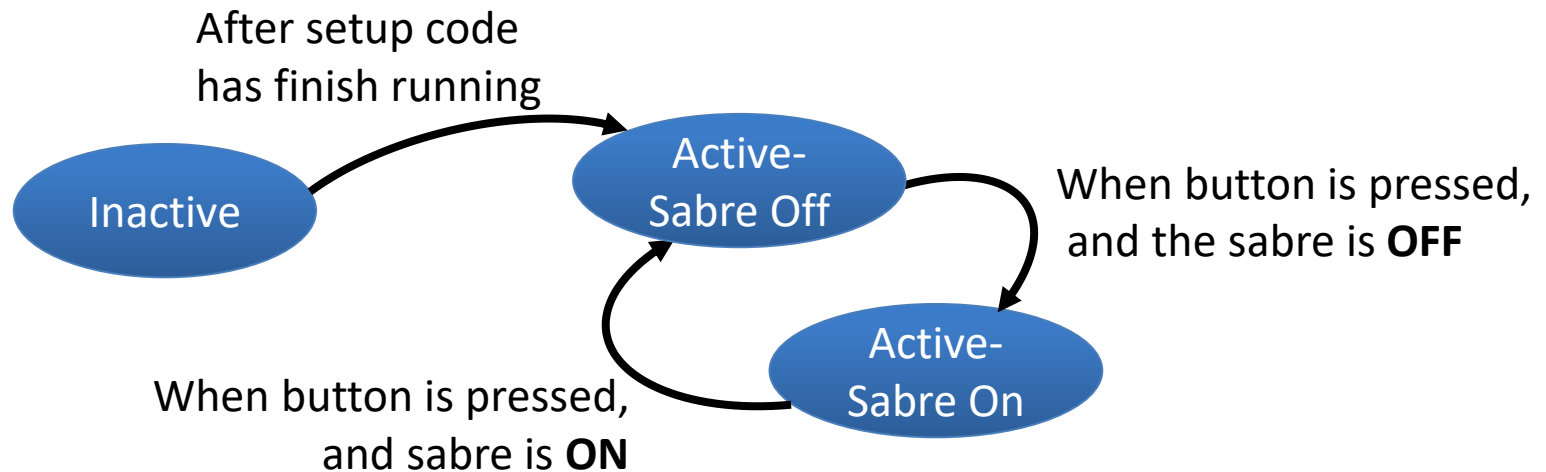 After setup code
has finish running
Inactive
Active-
Sabre Off
When button is pressed,
and the sabre is OFF
Active-
Sabre On
When button is pressed,
and sabre is ON